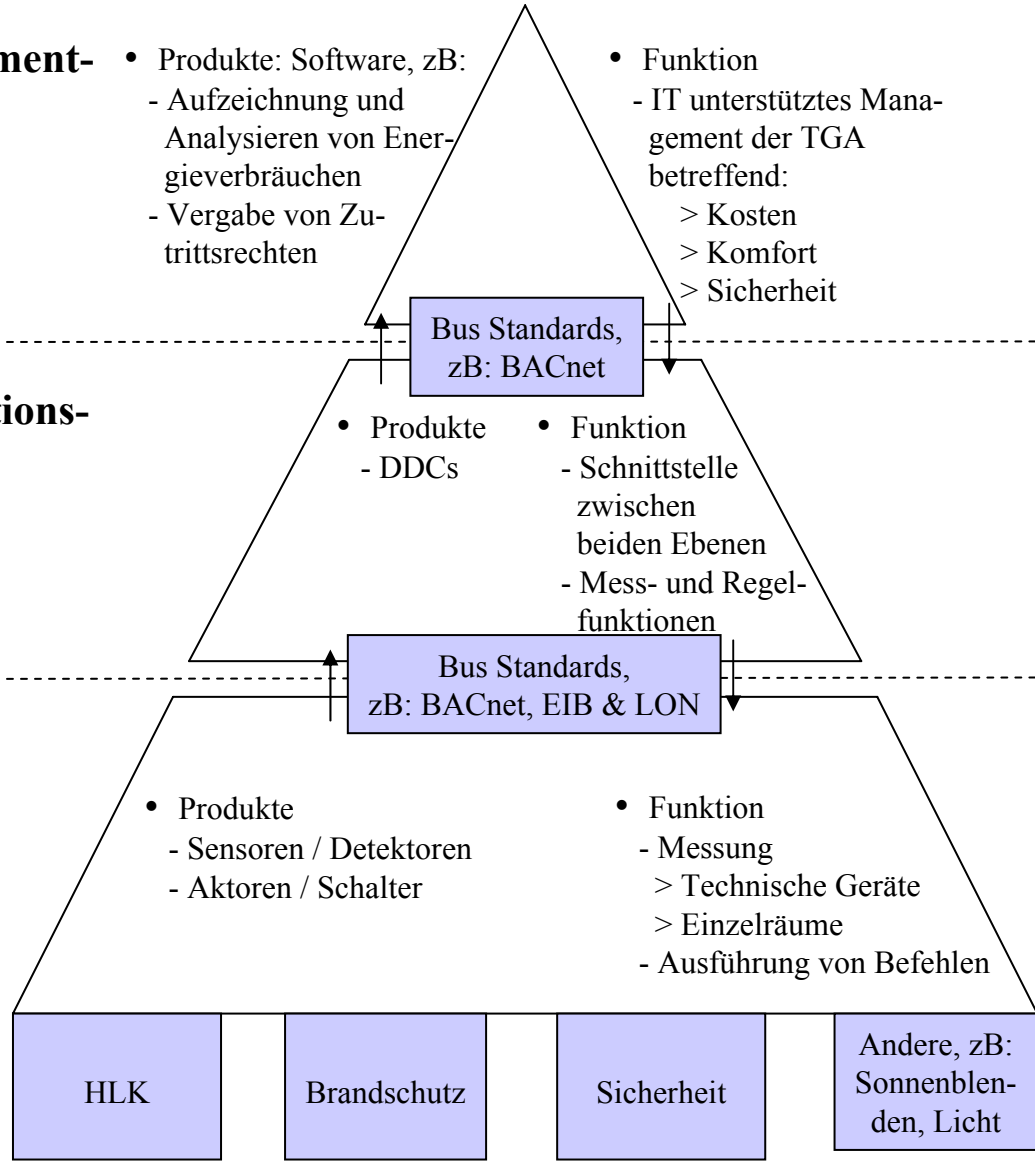 ment-
• Produkte: Software, zB:
- Aufzeichnung und
Analysieren von Ener-
gieverbräuchen
- Vergabe von Zu-
trittsrechten
• Funktion
- IT unterstütztes Mana-
gement der TGA
betreffend:
> Kosten
> Komfort
> Sicherheit
Bus Standards,
zB: BACnet
tions-
• Produkte
- DDCs
• Funktion
- Schnittstelle
zwischen
beiden Ebenen
- Mess- und Regel-
funktionen
Bus Standards,
zB: BACnet, EIB & LON
• Produkte
- Sensoren / Detektoren
- Aktoren / Schalter
• Funktion
- Messung
> Technische Geräte
> Einzelräume
- Ausführung von Befehlen
HLK
Brandschutz
Sicherheit
Andere, zB:
Sonnenblen-
den, Licht